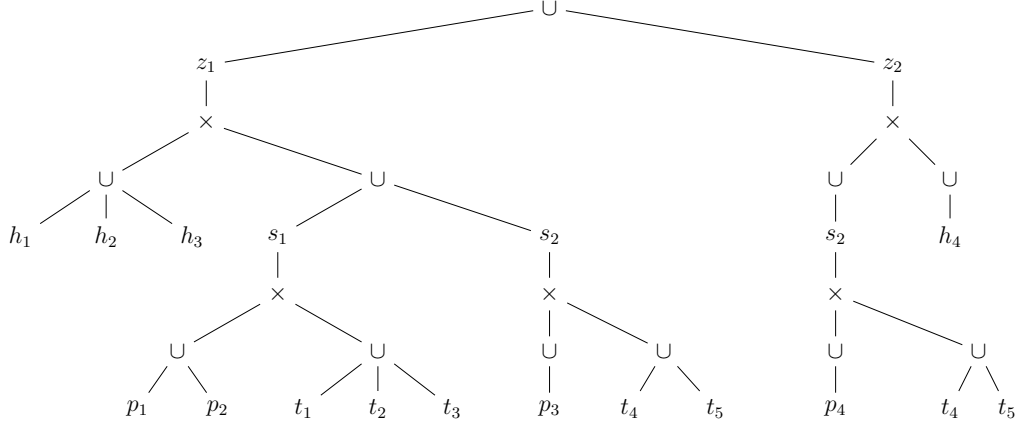 ∪
z₁ z₂
× ×
∪ ∪ ∪ ∪
h₁ h₂ h₃ s₁ s₂ s₂ h₄
× × ×
∪ ∪ ∪ ∪ ∪ ∪
p₁ p₂ t₁ t₂ t₃ p₃ t₄ t₅ p₄ t₄ t₅